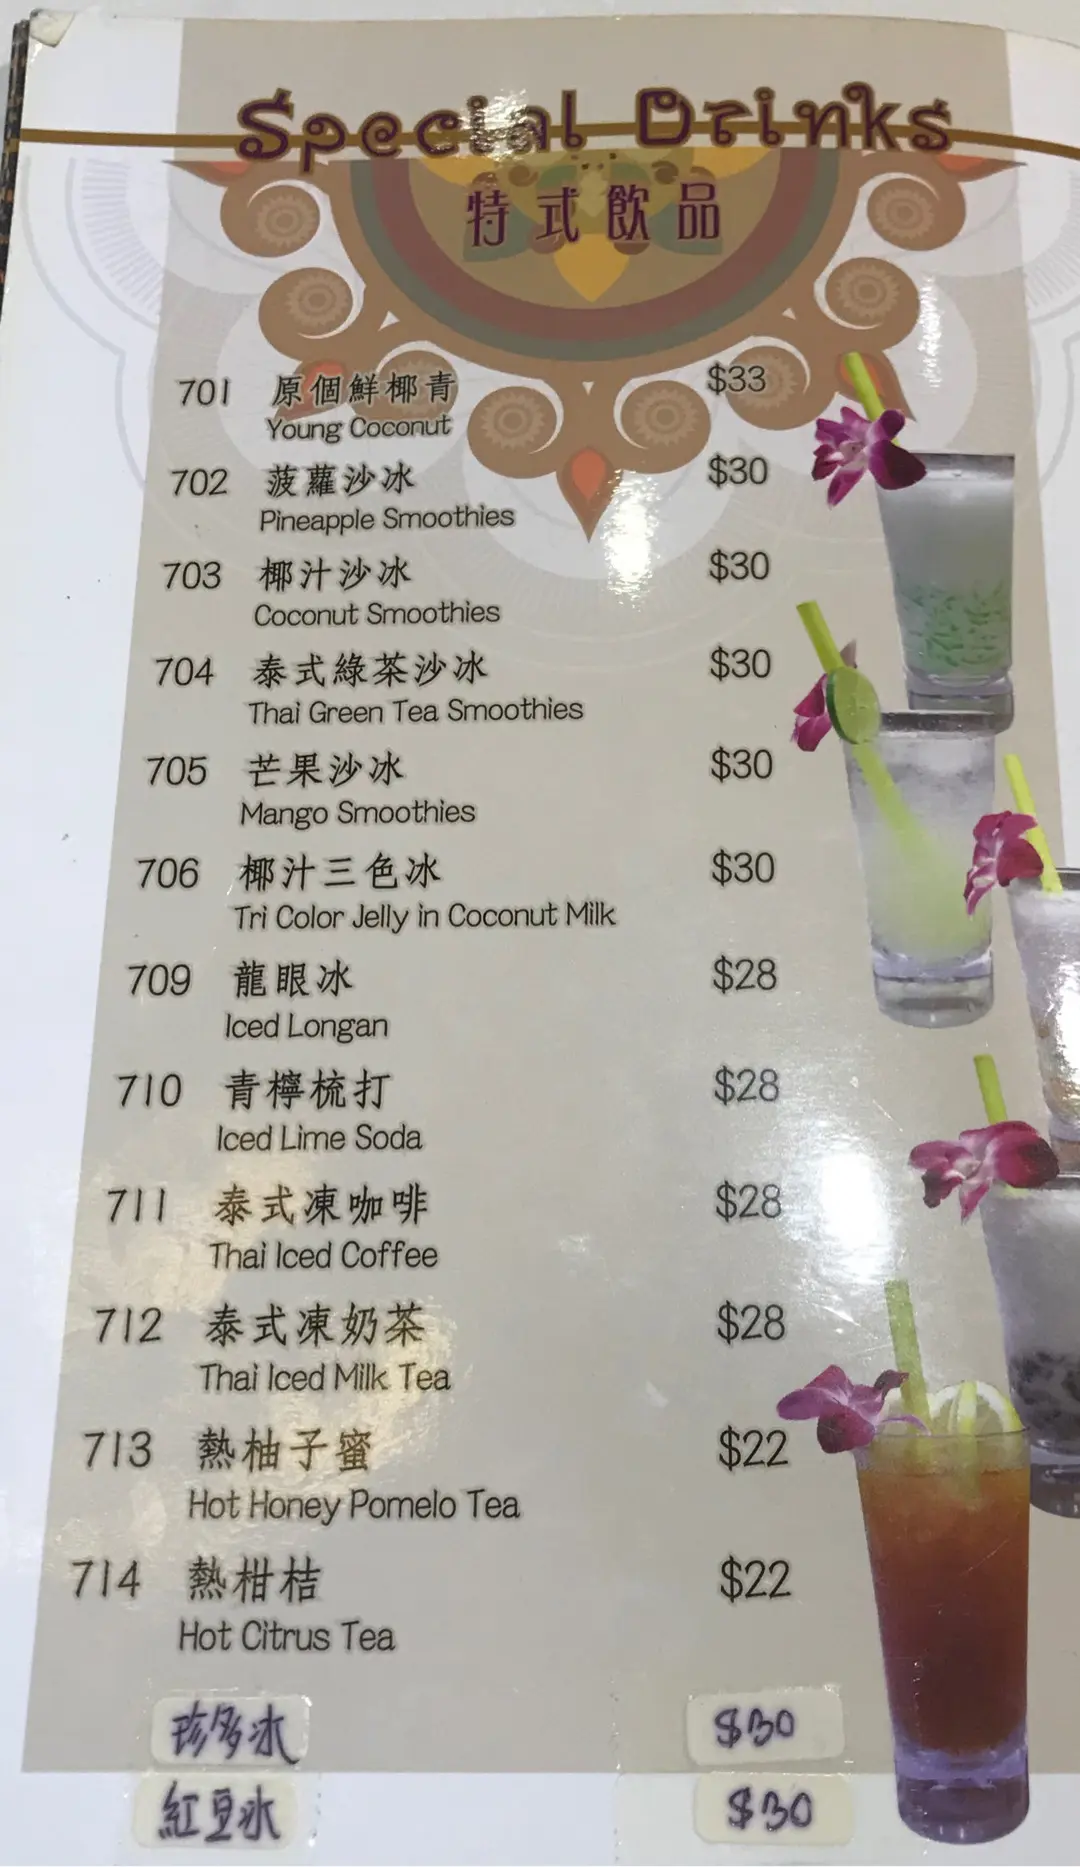 Special Drinks
特式飲品
701 原個鮮椰青 $33
Young Coconut
702 菠蘿沙冰 $30
Pineapple Smoothies
703 椰汁沙冰 $30
Coconut Smoothies
704 泰式綠茶沙冰 $30
Thai Green Tea Smoothies
705 芒果沙冰 $30
Mango Smoothies
706 椰汁三色冰 $30
Tri Color Jelly in Coconut Milk
709 龍眼冰 $28
Iced Longan
710 青檸梳打 $28
Iced Lime Soda
711 泰式凍咖啡 $28
Thai Iced Coffee
712 泰式凍奶茶 $28
Thai Iced Milk Tea
713 熱柚子蜜 $22
Hot Honey Pomelo Tea
714 熱柑桔 $22
Hot Citrus Tea
珍多冰 $30
紅豆冰 $30